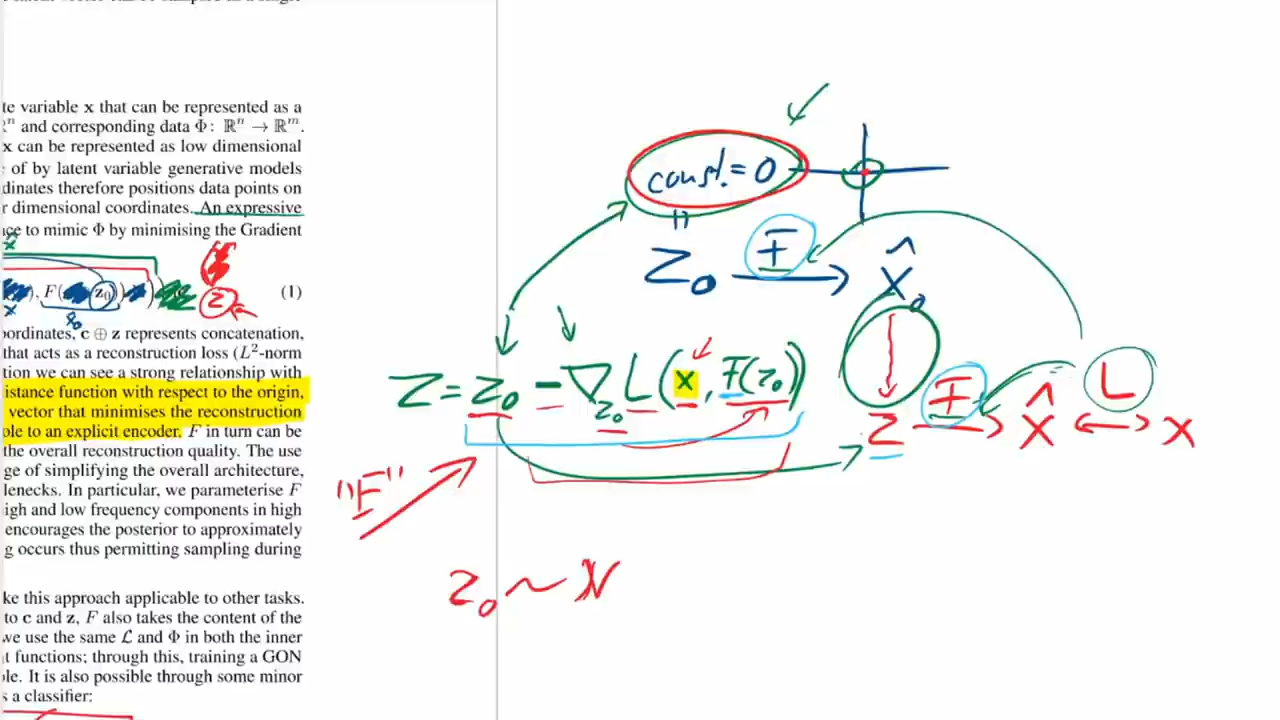 te variable x that can be represented as a
ℝⁿ and corresponding data Φ: ℝⁿ → ℝᵐ.
x can be represented as low dimensional
e of by latent variable generative models
dinates therefore positions data points on
r dimensional coordinates. An expressive
ace to mimic Φ by minimising the Gradient
x̂
, F( z₀) z (1)
x x̂₀
oordinates, c ⊕ z represents concatenation,
that acts as a reconstruction loss (L²-norm
tion we can see a strong relationship with
istance function with respect to the origin,
vector that minimises the reconstruction
ole to an explicit encoder. F in turn can be
the overall reconstruction quality. The use
ge of simplifying the overall architecture,
lenecks. In particular, we parameterise F
igh and low frequency components in high
encourages the posterior to approximately
g occurs thus permitting sampling during
ke this approach applicable to other tasks.
to c and z, F also takes the content of the
we use the same ℒ and Φ in both the inner
t functions; through this, training a GON
ole. It is also possible through some minor
s a classifier:
const. = 0
z₀ F x̂₀
z = z₀ − ∇z₀ L(x, F(z₀))
z F x̂ L x
"F"
z₀ ~ N